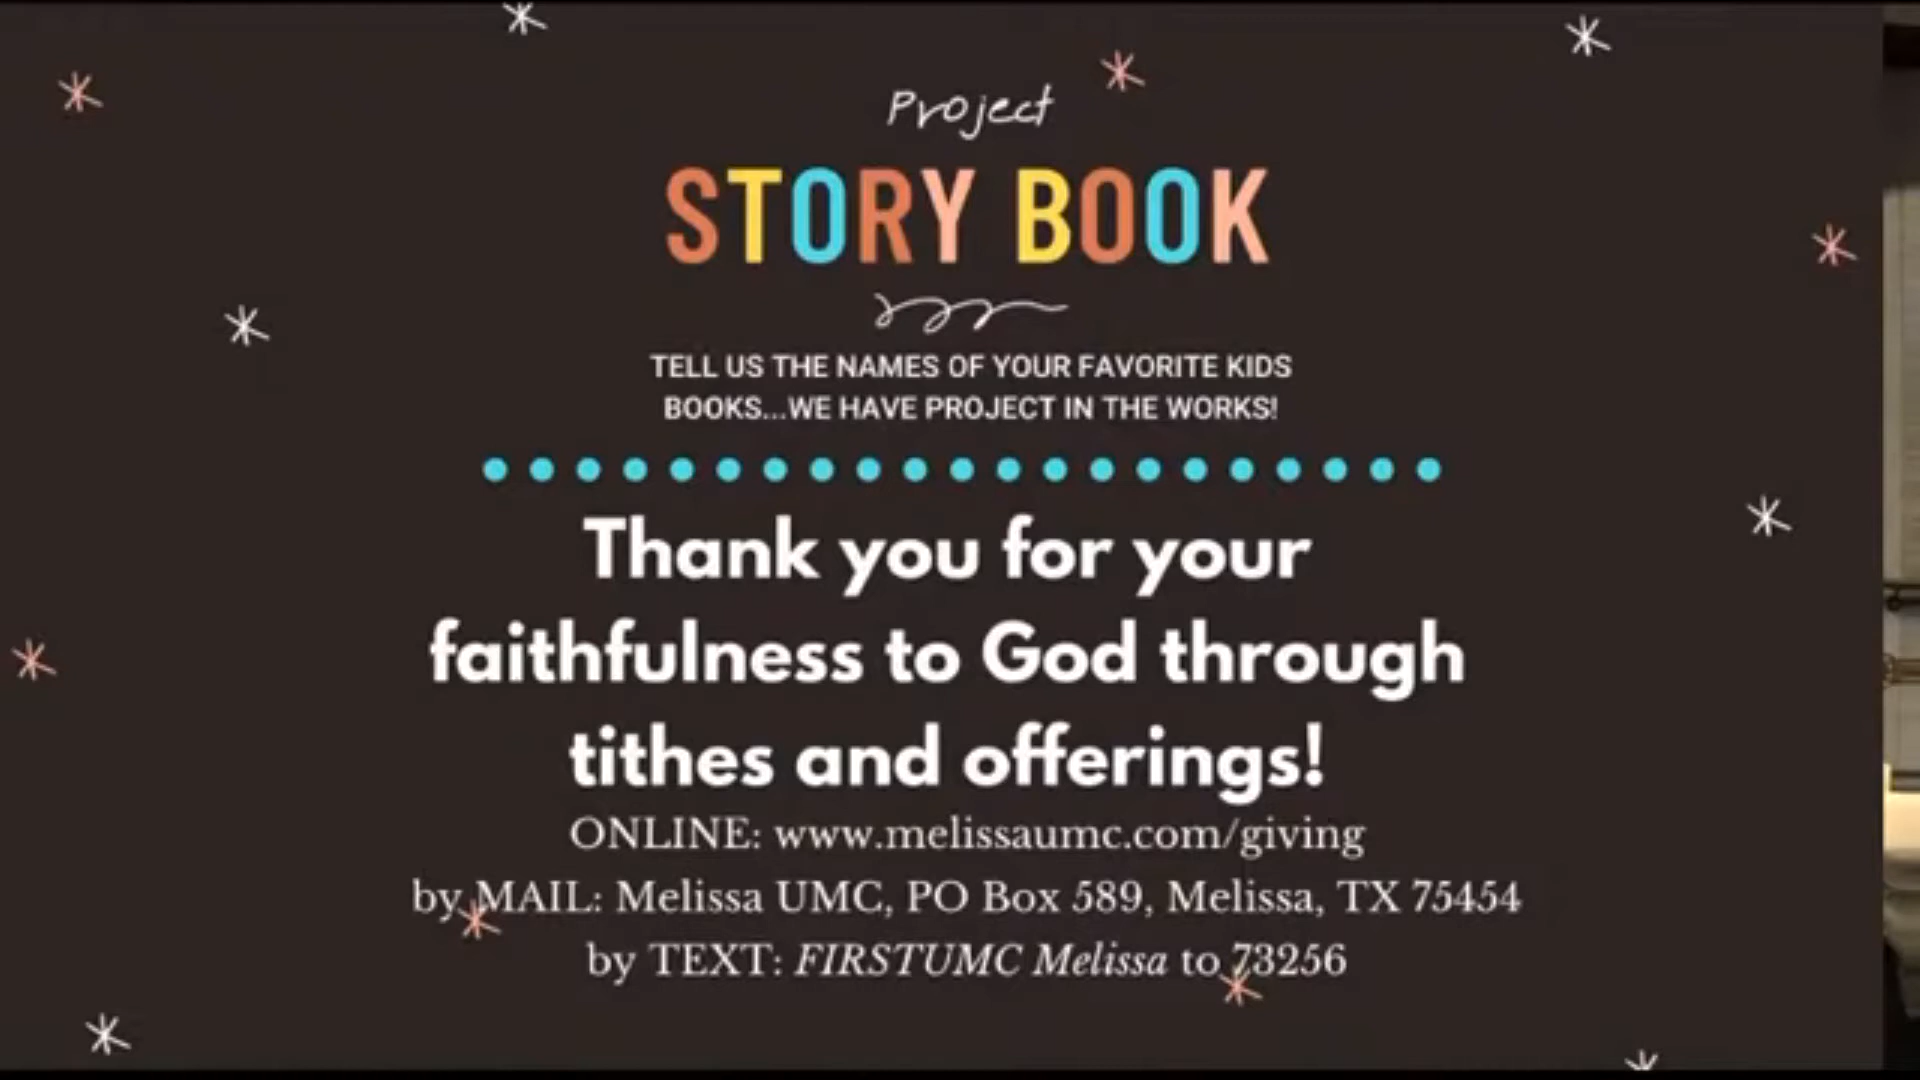 Project
STORY BOOK
TELL US THE NAMES OF YOUR FAVORITE KIDS
BOOKS...WE HAVE PROJECT IN THE WORKS!
Thank you for your
faithfulness to God through
tithes and offerings!
ONLINE: www.melissaumc.com/giving
by MAIL: Melissa UMC, PO Box 589, Melissa, TX 75454
by TEXT: FIRSTUMC Melissa to 73256